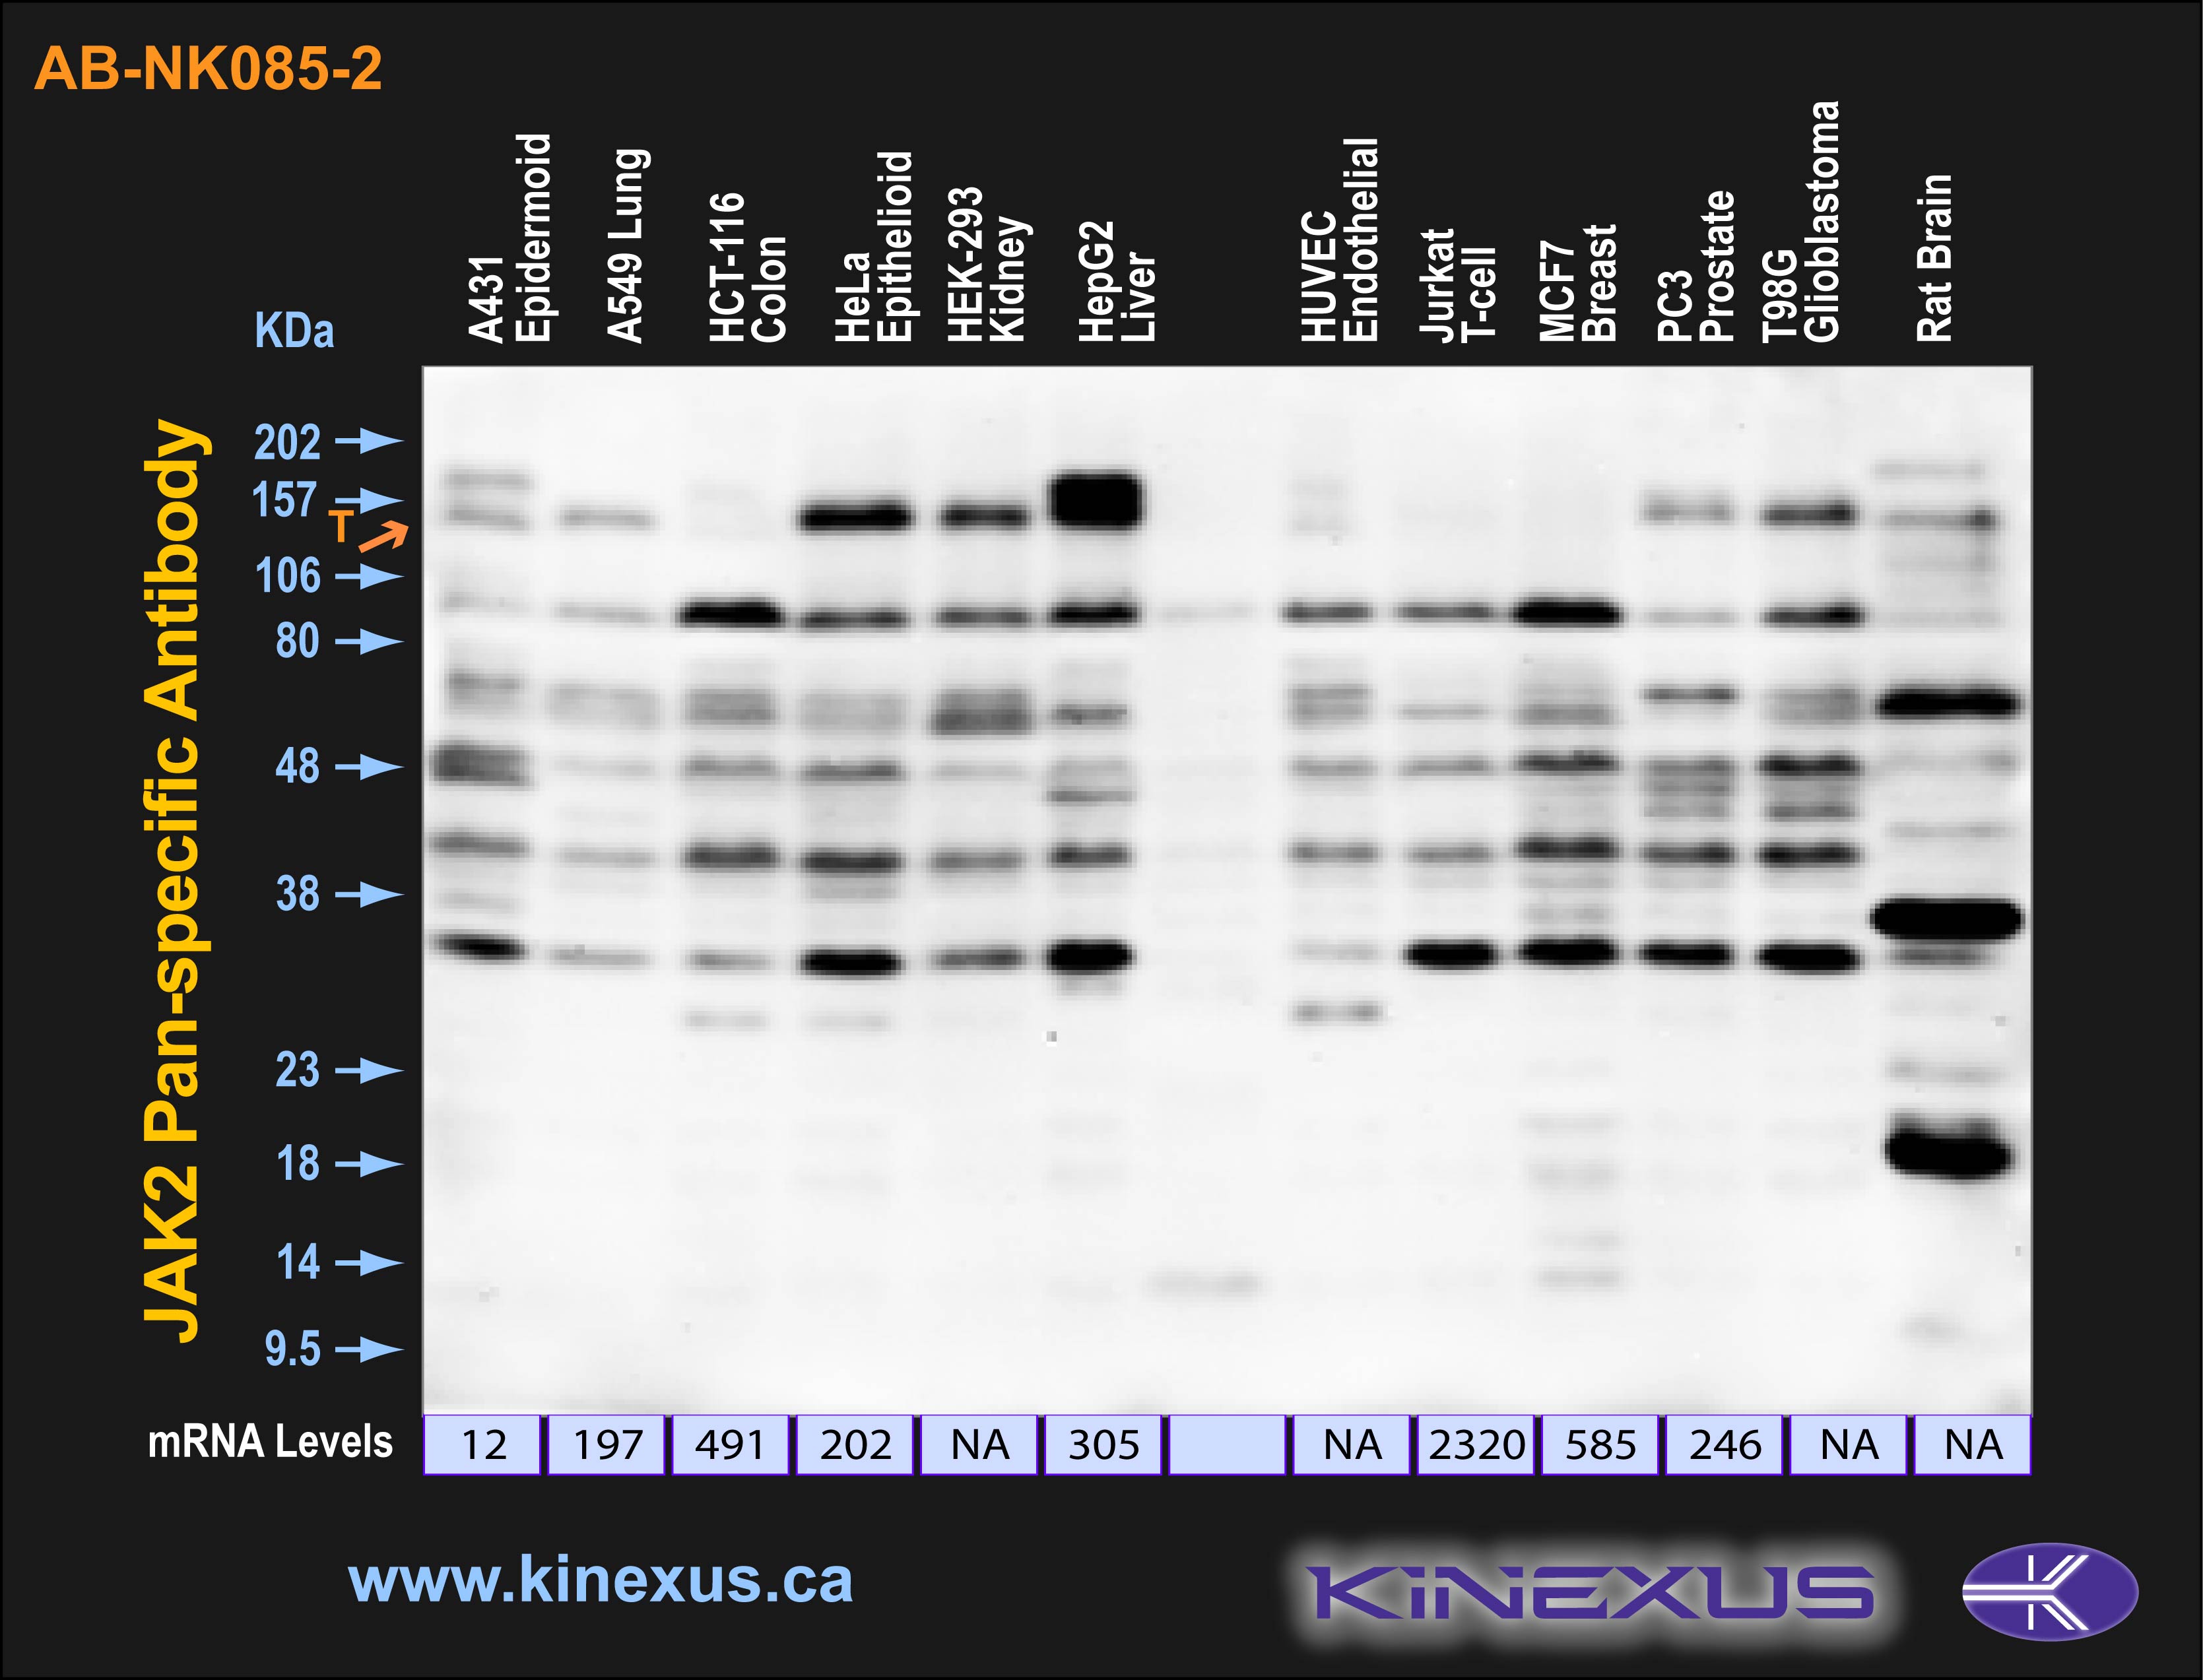 AB-NK085-2
A431
Epidermoid
A549 Lung
HCT-116
Colon
HeLa
Epithelioid
HEK-293
Kidney
HepG2
Liver
HUVEC
Endothelial
Jurkat
T-cell
MCF7
Breast
PC3
Prostate
T98G
Glioblastoma
Rat Brain
KDa
JAK2 Pan-specific Antibody
202
157
T
106
80
48
38
23
18
14
9.5
mRNA Levels 12 197 491 202 NA 305 NA 2320 585 246 NA NA
www.kinexus.ca
KiNEXUS
K